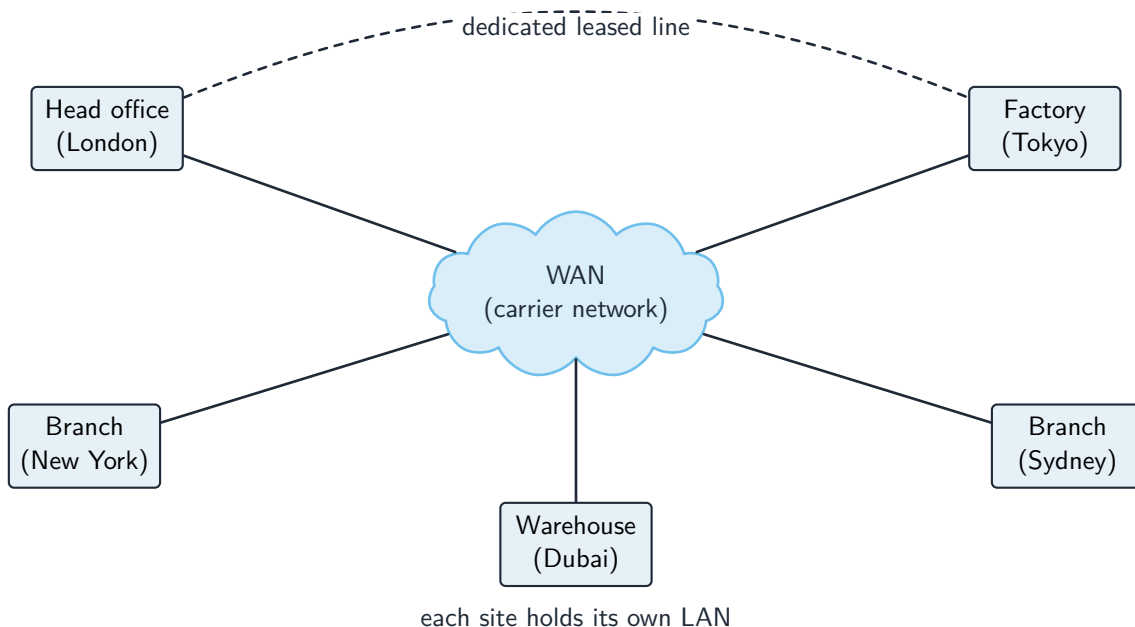 dedicated leased line
Head office
(London)
Factory
(Tokyo)
WAN
(carrier network)
Branch
(New York)
Branch
(Sydney)
Warehouse
(Dubai)
each site holds its own LAN